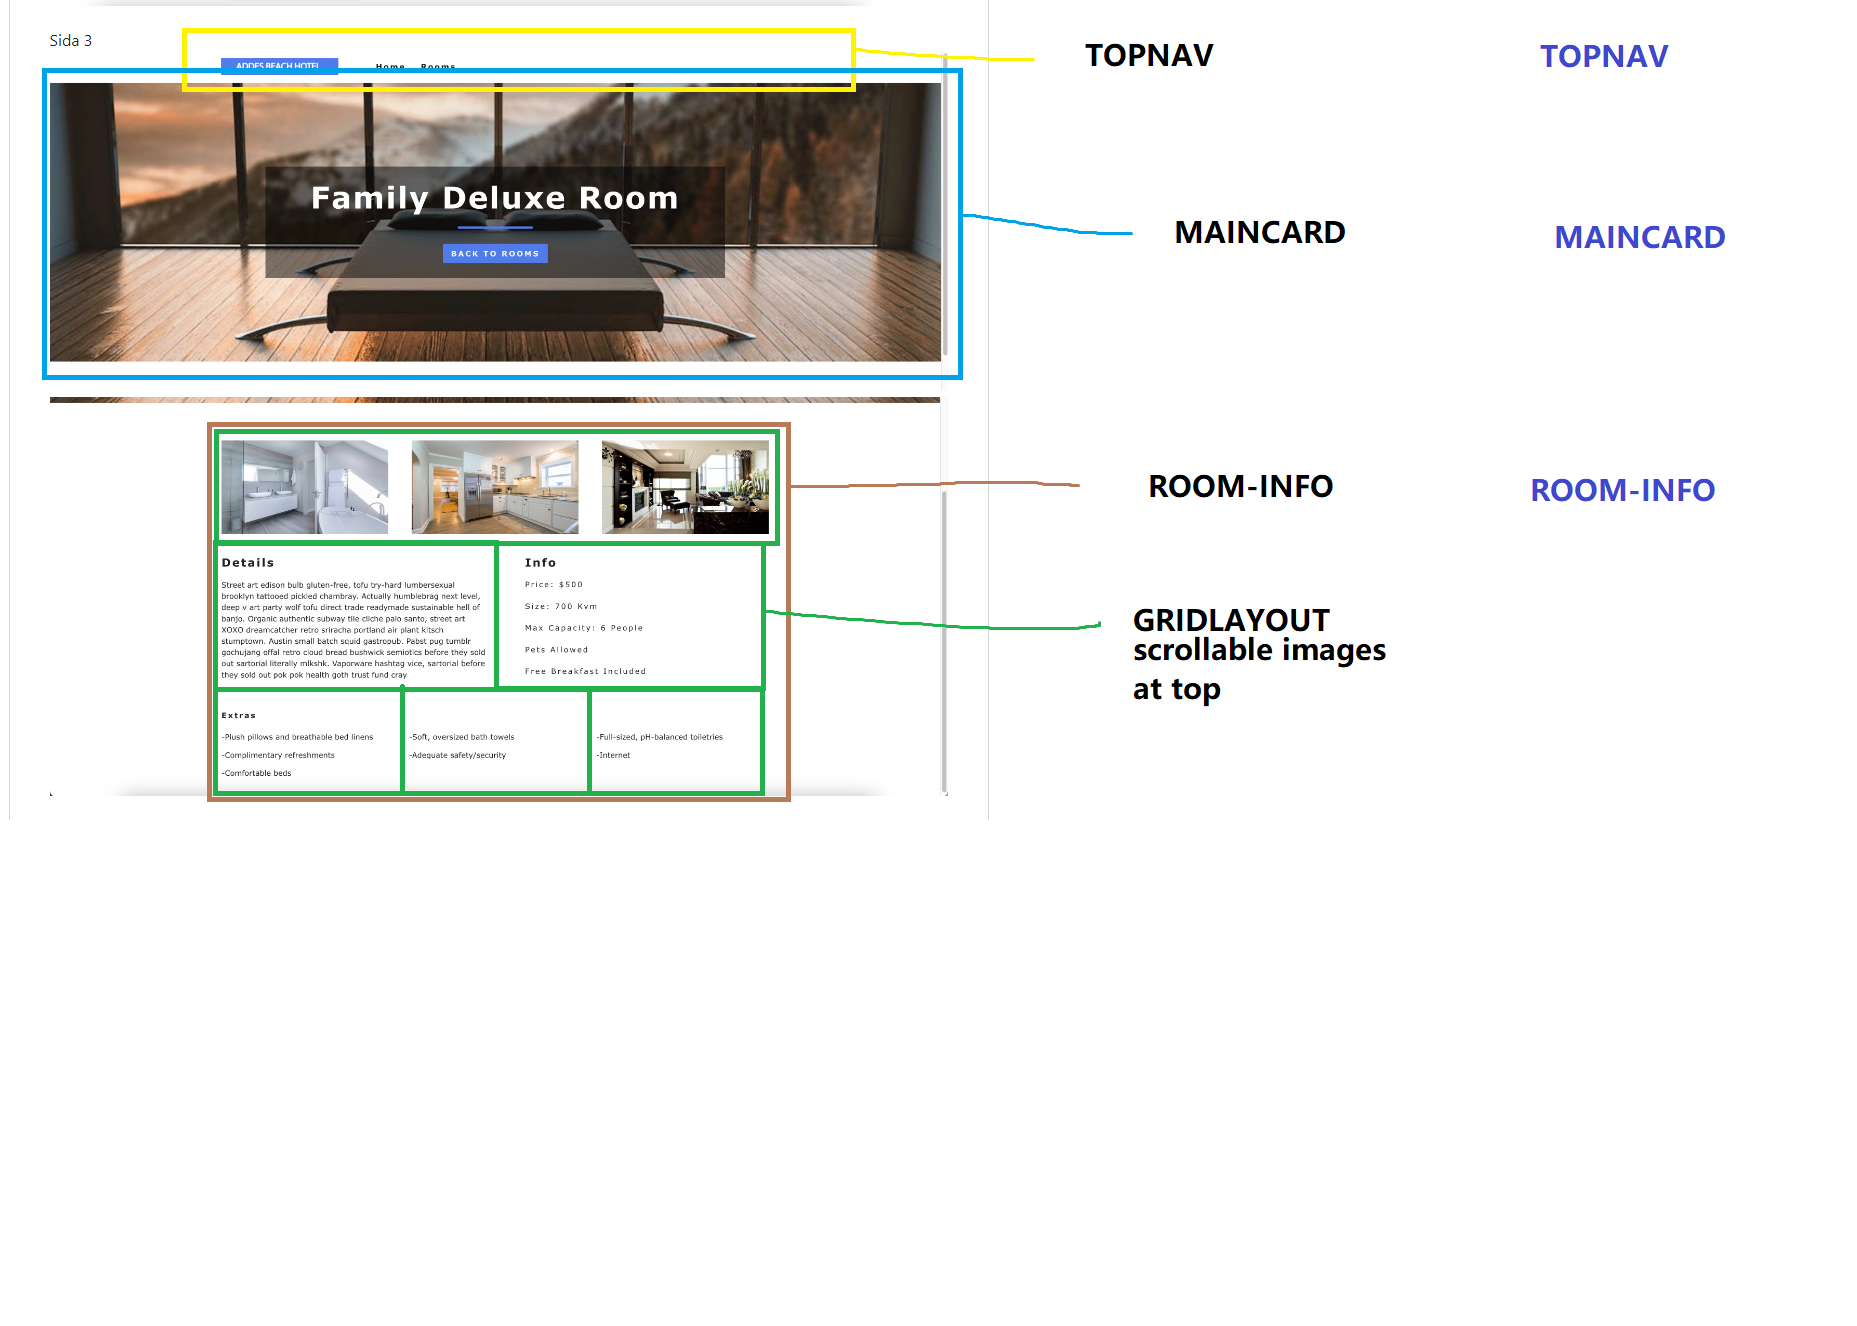 Sida 3
ADDES BEACH HOTEL
Home Rooms
Family Deluxe Room
BACK TO ROOMS
Details
Street art edison bulb gluten-free, tofu try-hard lumbersexual
brooklyn tattooed pickled chambray. Actually humblebrag next level,
deep v art party wolf tofu direct trade readymade sustainable hell of
banjo. Organic authentic subway tile cliche palo santo, street art
XOXO dreamcatcher retro sriracha portland air plant kitsch
stumptown. Austin small batch squid gastropub. Pabst pug tumblr
gochujang offal retro cloud bread bushwick semiotics before they sold
out sartorial literally mlkshk. Vaporware hashtag vice, sartorial before
they sold out pok pok health goth trust fund cray
Info
Price: $500
Size: 700 Kvm
Max Capacity: 6 People
Pets Allowed
Free Breakfast Included
Extras
-Plush pillows and breathable bed linens
-Complimentary refreshments
-Comfortable beds
-Soft, oversized bath towels
-Adequate safety/security
-Full-sized, pH-balanced toiletries
-Internet
TOPNAV
MAINCARD
ROOM-INFO
GRIDLAYOUT
scrollable images
at top
TOPNAV
MAINCARD
ROOM-INFO